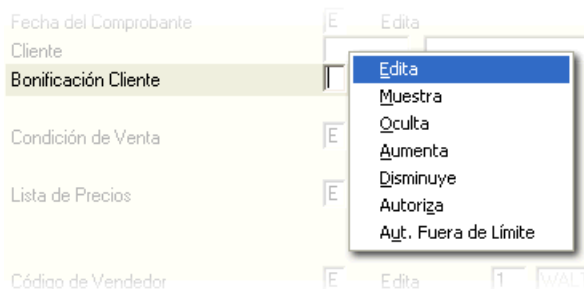 Fecha del Comprobante E Edita
Cliente
Bonificación Cliente
Edita
Muestra
Oculta
Aumenta
Disminuye
Autoriza
Aut. Fuera de Límite
Condición de Venta E
Lista de Precios E
Código de Vendedor E Edita 1